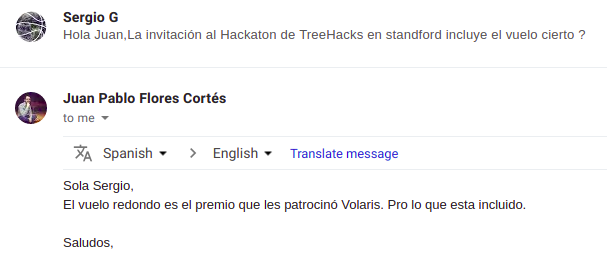 Sergio G
Hola Juan,La invitación al Hackaton de TreeHacks en standford incluye el vuelo cierto ?
Juan Pablo Flores Cortés
to me
Spanish > English Translate message
Sola Sergio,
El vuelo redondo es el premio que les patrocinó Volaris. Pro lo que esta incluido.
Saludos,